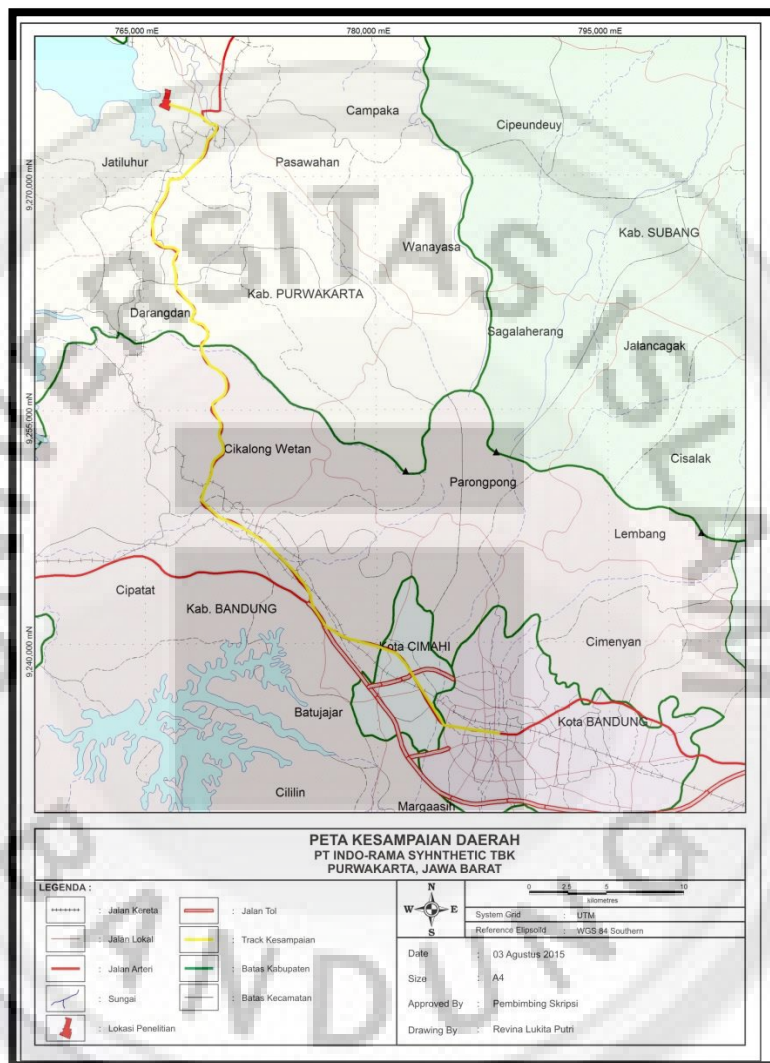 765,000 mE
780,000 mE
795,000 mE
9,270,000 mN
9,255,000 mN
9,240,000 mN
Campaka
Cipeundeuy
Jatiluhur
Pasawahan
Kab. SUBANG
Wanayasa
Kab. PURWAKARTA
Darangdan
Sagalaherang
Jalancagak
Cikalong Wetan
Cisalak
Parongpong
Lembang
Cipatat
Kab. BANDUNG
Kota CIMAHI
Cimenyan
Batujajar
Kota BANDUNG
Cililin
Margaasin
PETA KESAMPAIAN DAERAH
PT INDO-RAMA SYHNTHETIC TBK
PURWAKARTA, JAWA BARAT
LEGENDA :
: Jalan Kereta
: Jalan Tol
: Jalan Lokal
: Track Kesampaian
: Jalan Arteri
: Batas Kabupaten
: Sungai
: Batas Kecamatan
: Lokasi Penelitian
N
W E
S
0 2.5 5 10
kilometres
System Grid : UTM
Reference Elipsolid : WGS 84 Southern
Date : 03 Agustus 2015
Size : A4
Approved By : Pembimbing Skripsi
Drawing By : Revina Lukita Putri